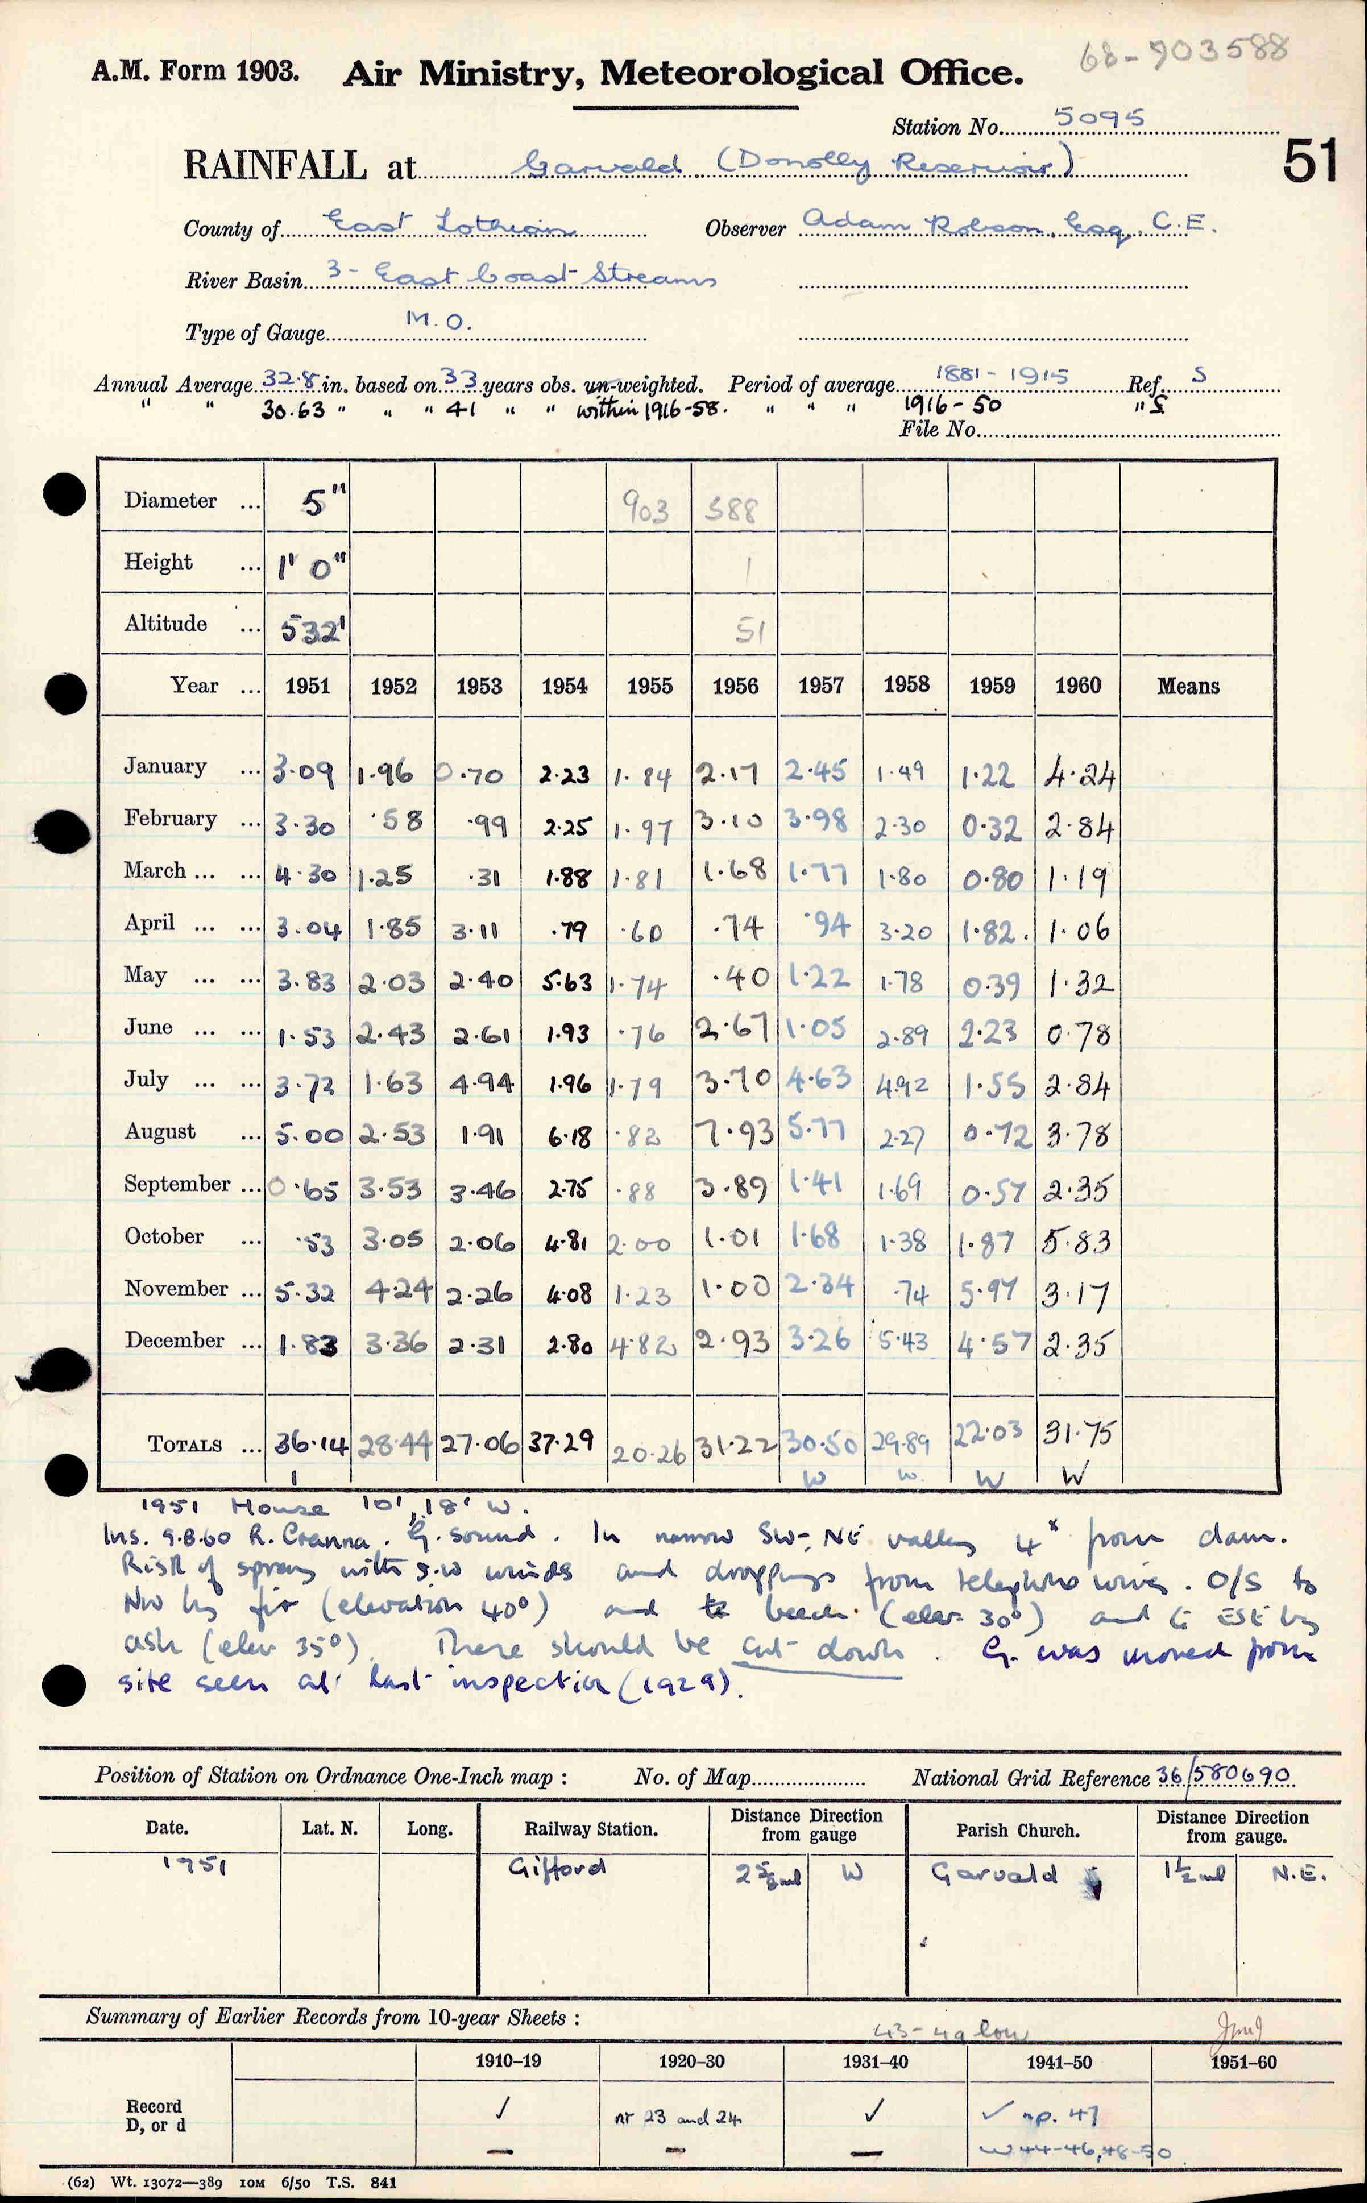 68-903588
A.M. Form 1903. Air Ministry, Meteorological Office.
Station No. 5095
51
RAINFALL at Garvald (Donolly Reservoir)
County of East Lothian Observer Adam Robson, Esq., C.E.
River Basin 3 - East Coast Streams
Type of Gauge M.O.
Annual Average 32.8 in. based on 33 years obs. un-weighted. Period of average 1881-1915 Ref. S
" " 30.63 " " " 41 " " within 1916-58. " " " 1916-50 " S
File No.
Diameter ... 5" 903 588
Height ... 1' 0" 1
Altitude ... 532' 51
Year ... 1951 1952 1953 1954 1955 1956 1957 1958 1959 1960 Means
January ... 3.09 1.96 0.70 2.23 1.84 2.17 2.45 1.49 1.22 4.24
February ... 3.30 .58 .99 2.25 1.97 3.10 3.98 2.30 0.32 2.84
March ... ... 4.30 1.25 .31 1.88 1.81 1.68 1.77 1.80 0.80 1.19
April ... ... 3.04 1.85 3.11 .79 .60 .74 .94 3.20 1.82. 1.06
May ... ... 3.83 2.03 2.40 5.63 1.74 .40 1.22 1.78 0.39 1.32
June ... ... 1.53 2.43 2.61 1.93 .76 2.67 1.05 2.89 2.23 0.78
July ... ... 3.72 1.63 4.94 1.96 1.79 3.70 4.63 4.92 1.55 2.84
August ... 5.00 2.53 1.91 6.18 .82 7.93 5.77 2.27 0.72 3.78
September ... 0.65 3.53 3.46 2.75 .88 3.89 1.41 1.69 0.57 2.35
October ... .53 3.05 2.06 4.81 2.00 1.01 1.68 1.38 1.87 5.83
November ... 5.32 4.24 2.26 4.08 1.23 1.00 2.34 .74 5.97 3.17
December ... 1.83 3.36 2.31 2.80 4.82 2.93 3.26 5.43 4.57 2.35
TOTALS ... 36.14 28.44 27.06 37.29 20.26 31.22 30.50 29.89 22.03 31.75
1 W W W W
1951 House 10', 18' W.
Ins. 9.8.60 R. Cranna. G. sound. In narrow SW-NE valley 4x from dam.
Risk of spray with S.W winds and droppings from telephone wires. O/S to
NW by fir (elevation 40°) and beech (elev 30°) and ESE by
ash (elev 35°). These should be cut down. G. was moved from
site seen at last inspection (1929).
Position of Station on Ordnance One-Inch map : No. of Map National Grid Reference 36/580690
Date. Lat. N. Long. Railway Station. Distance Direction from gauge Parish Church. Distance Direction from gauge.
1951 Gifford 2 5/8 ml W Garvald 1 1/2 ml N.E.
Summary of Earlier Records from 10-year Sheets :
43-49 low
1910–19 1920–30 1931–40 1941–50 1951–60
Record ✓ nr 23 and 24 ✓ ✓ np. 47
D, or d — — — w 44-46, 48-50
(62) Wt. 13072—389 10M 6/50 T.S. 841